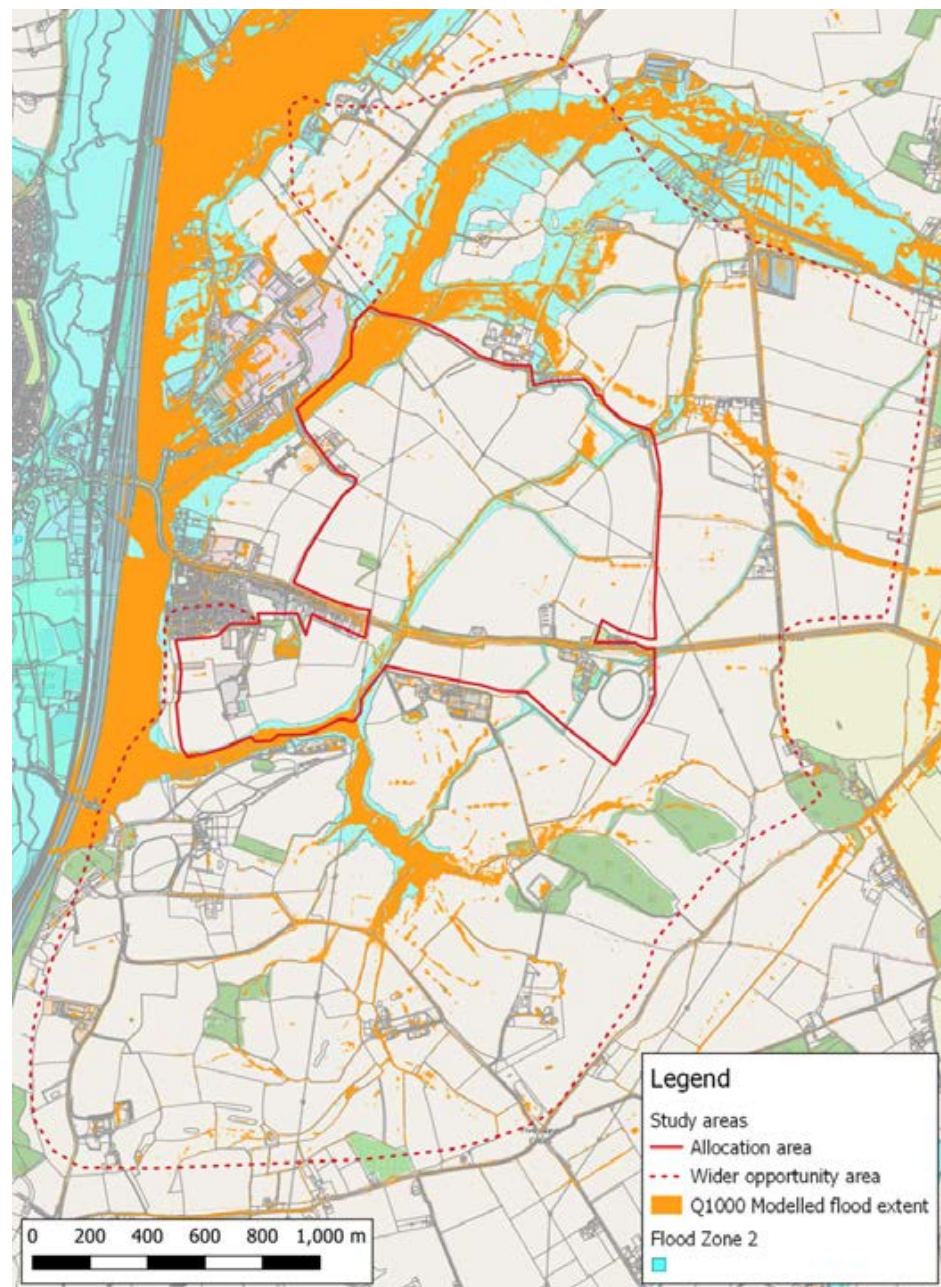 Legend
Study areas
Allocation area
Wider opportunity area
Q1000 Modelled flood extent
Flood Zone 2
0 200 400 600 800 1,000 m